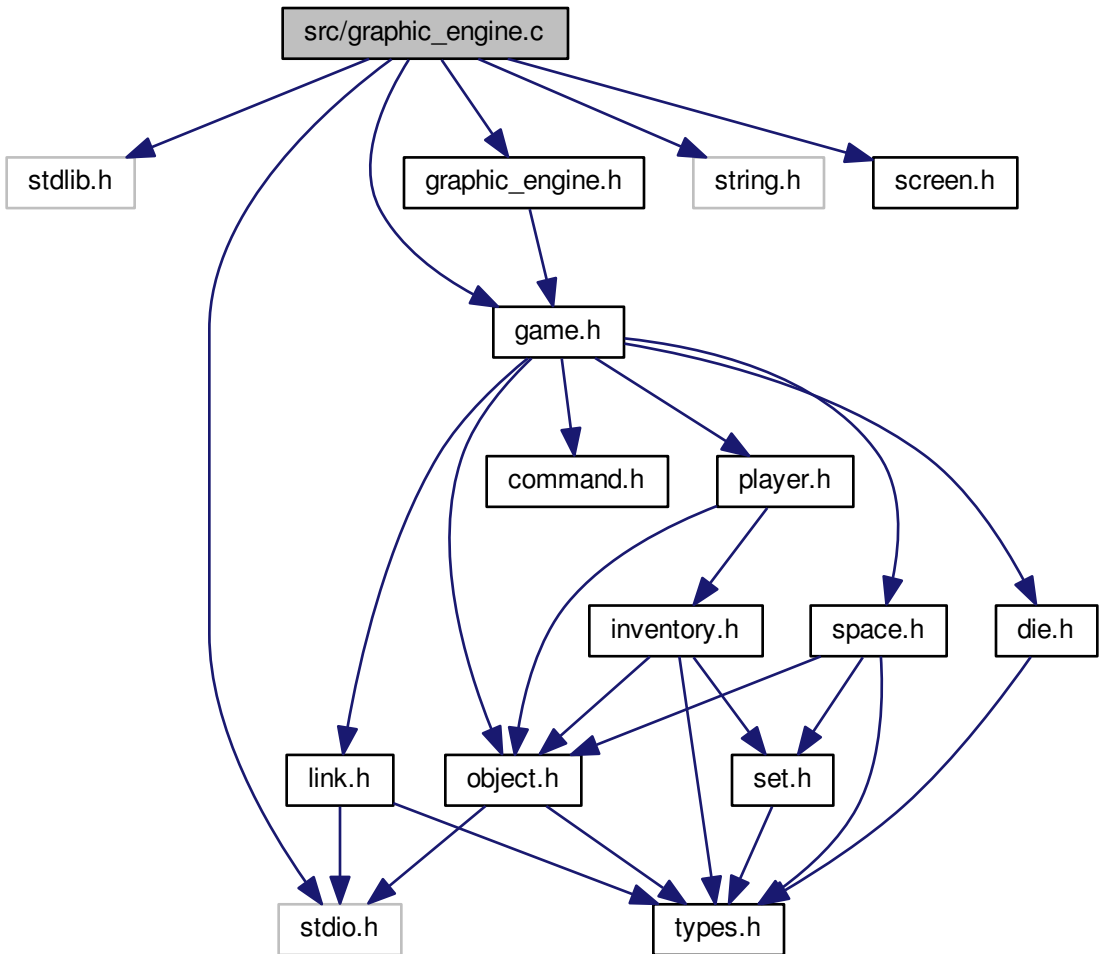 src/graphic_engine.c
stdlib.h
graphic_engine.h
string.h
screen.h
game.h
command.h
player.h
inventory.h
space.h
die.h
link.h
object.h
set.h
stdio.h
types.h